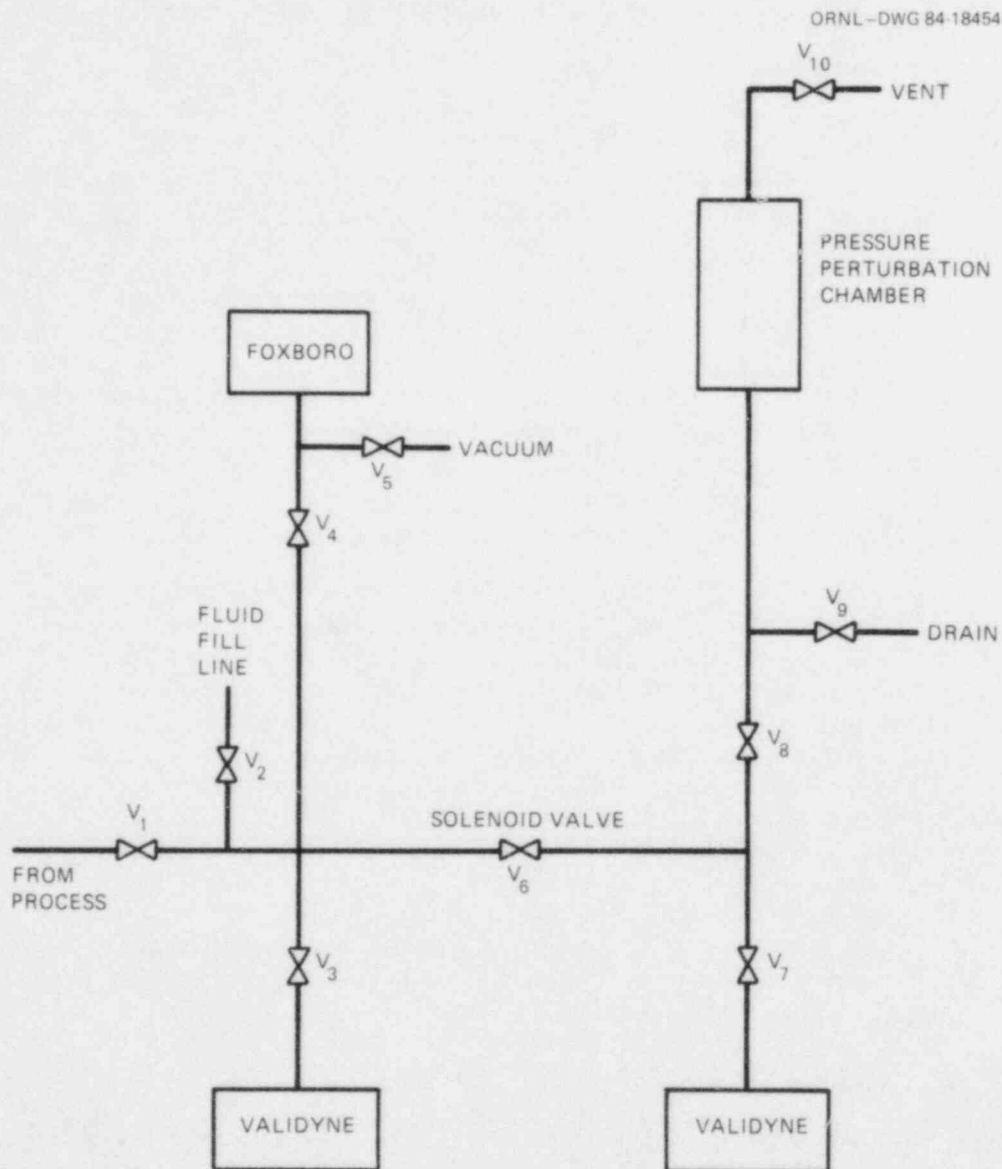 ORNL-DWG 84-18454
V10
VENT
PRESSURE
PERTURBATION
CHAMBER
FOXBORO
VACUUM
V5
V4
FLUID
FILL
LINE
V9
DRAIN
V8
V2
V1
SOLENOID VALVE
V6
FROM
PROCESS
V3
V7
VALIDYNE
VALIDYNE